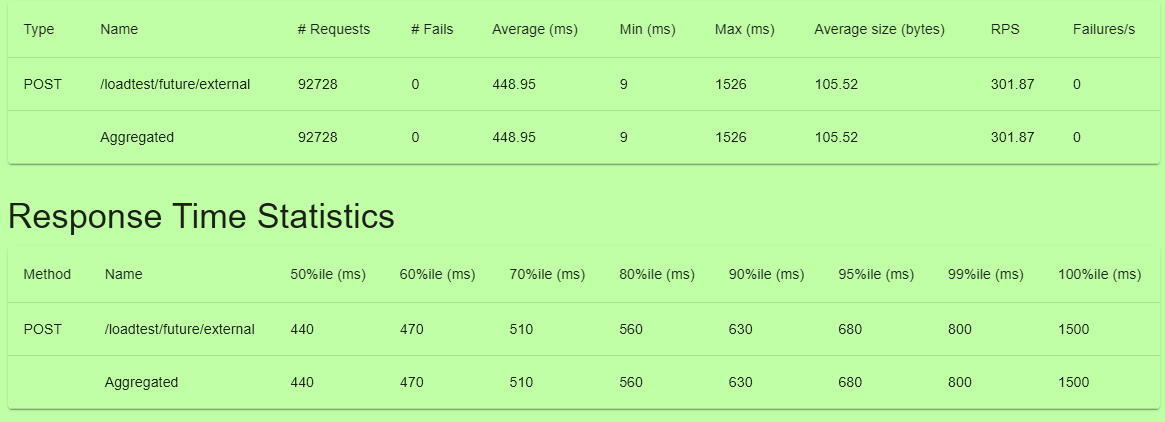 Type Name # Requests # Fails Average (ms) Min (ms) Max (ms) Average size (bytes) RPS Failures/s
POST /loadtest/future/external 92728 0 448.95 9 1526 105.52 301.87 0
Aggregated 92728 0 448.95 9 1526 105.52 301.87 0
Response Time Statistics
Method Name 50%ile (ms) 60%ile (ms) 70%ile (ms) 80%ile (ms) 90%ile (ms) 95%ile (ms) 99%ile (ms) 100%ile (ms)
POST /loadtest/future/external 440 470 510 560 630 680 800 1500
Aggregated 440 470 510 560 630 680 800 1500